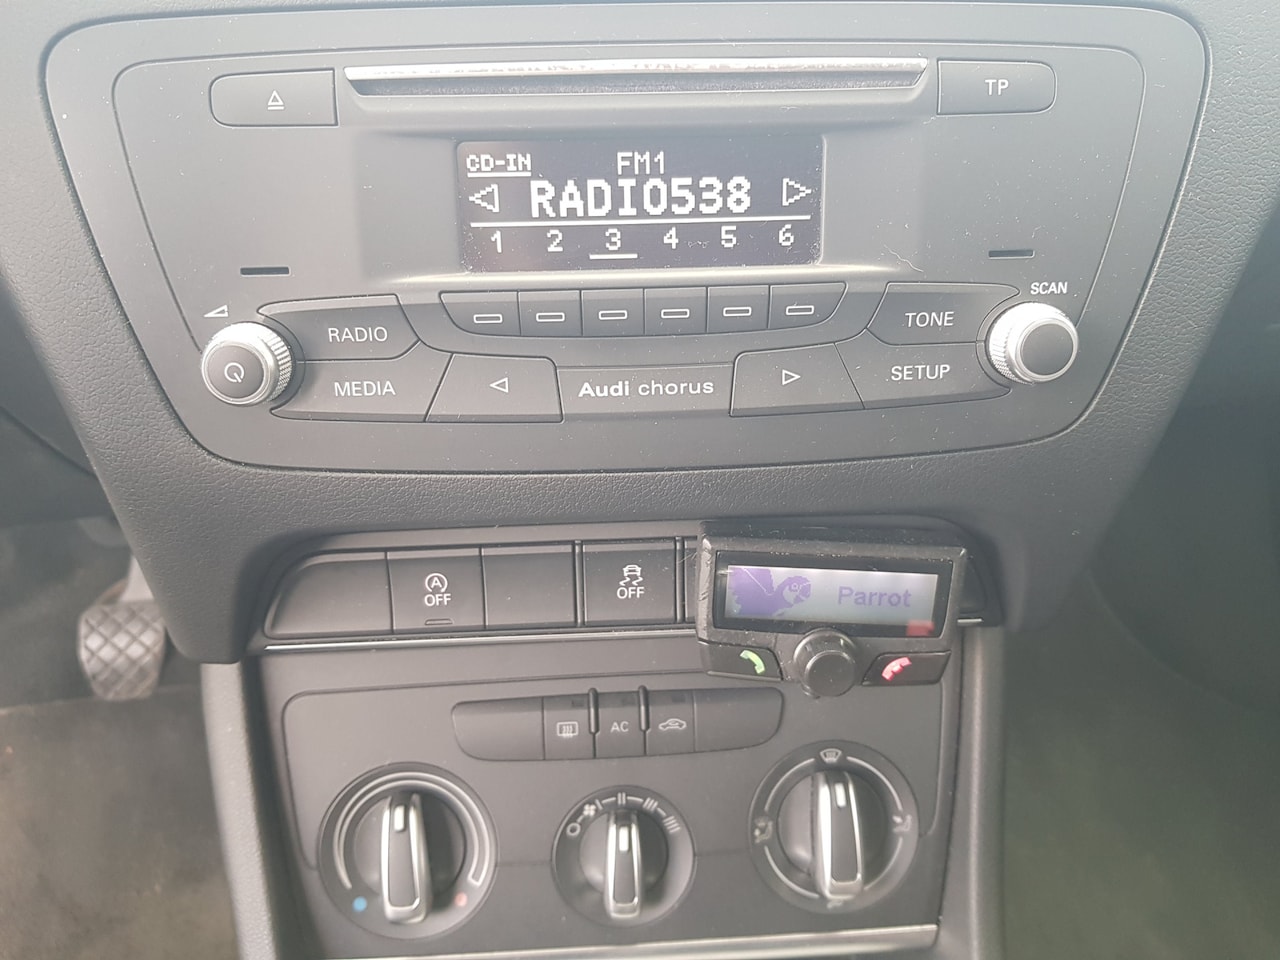 TP
CD-IN
FM1
RADIO538
1 2 3 4 5 6
SCAN
RADIO
TONE
MEDIA
Audi chorus
SETUP
A
OFF
OFF
Parrot
AC